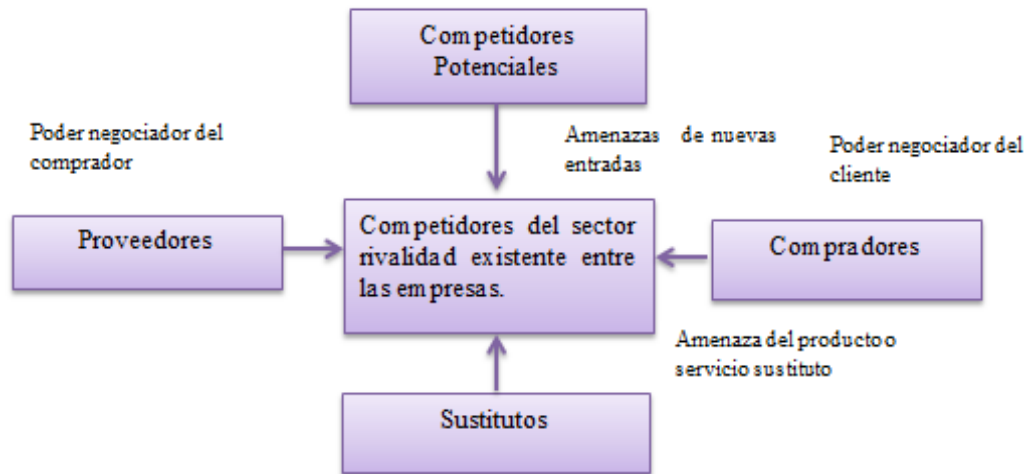 Competidores
Potenciales
Poder negociador del
comprador
Amenazas de nuevas
entradas
Poder negociador del
cliente
Proveedores
Competidores del sector
rivalidad existente entre
las empresas.
Compradores
Amenaza del producto o
servicio sustituto
Sustitutos